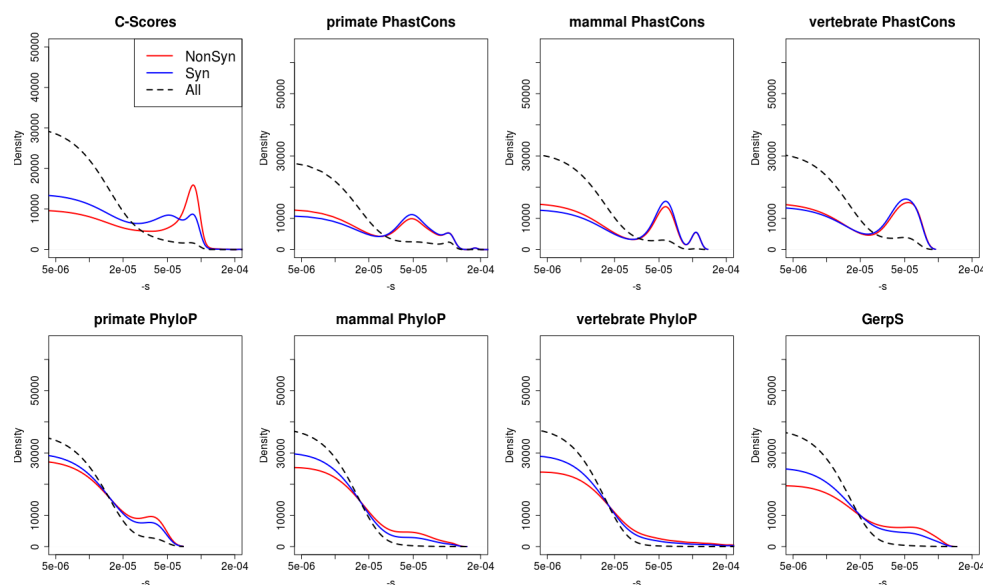 C-Scores
primate PhastCons
mammal PhastCons
vertebrate PhastCons
NonSyn
Syn
All
Density
0
10000
20000
30000
40000
50000
5e-06
2e-05
5e-05
2e-04
-s
Density
0
10000
30000
50000
5e-06
2e-05
5e-05
2e-04
-s
Density
0
10000
30000
50000
5e-06
2e-05
5e-05
2e-04
-s
Density
0
10000
30000
50000
5e-06
2e-05
5e-05
2e-04
-s
primate PhyloP
mammal PhyloP
vertebrate PhyloP
GerpS
Density
0
10000
30000
50000
5e-06
2e-05
5e-05
2e-04
-s
Density
0
10000
30000
50000
5e-06
2e-05
5e-05
2e-04
-s
Density
0
10000
30000
50000
5e-06
2e-05
5e-05
2e-04
-s
Density
0
10000
30000
50000
5e-06
2e-05
5e-05
2e-04
-s